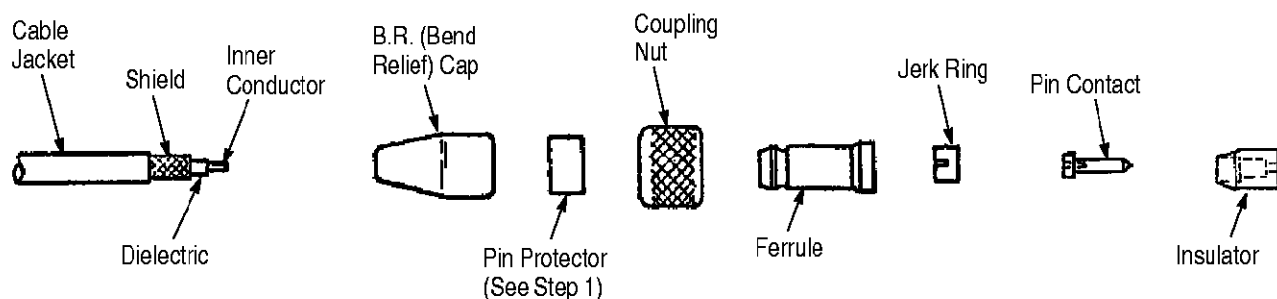 Cable
Jacket
Shield
Inner
Conductor
Dielectric
B.R. (Bend
Relief) Cap
Pin Protector
(See Step 1)
Coupling
Nut
Ferrule
Jerk Ring
Pin Contact
Insulator